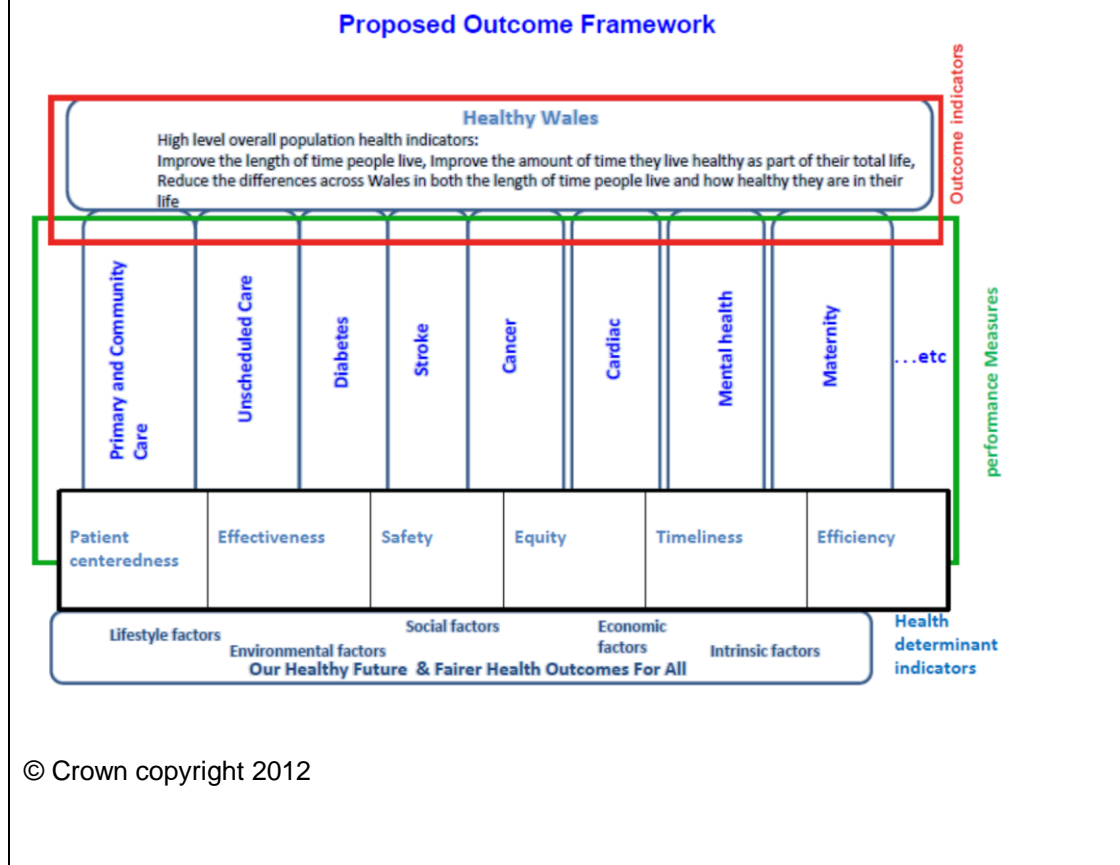 Proposed Outcome Framework
Outcome indicators
Healthy Wales
High level overall population health indicators:
Improve the length of time people live, Improve the amount of time they live healthy as part of their total life,
Reduce the differences across Wales in both the length of time people live and how healthy they are in their
life
Primary and Community
Care
Unscheduled Care
Diabetes
Stroke
Cancer
Cardiac
Mental health
Maternity
...etc
performance Measures
Patient
centeredness
Effectiveness
Safety
Equity
Timeliness
Efficiency
Lifestyle factors
Environmental factors
Social factors
Economic
factors
Intrinsic factors
Our Healthy Future & Fairer Health Outcomes For All
Health
determinant
indicators
© Crown copyright 2012